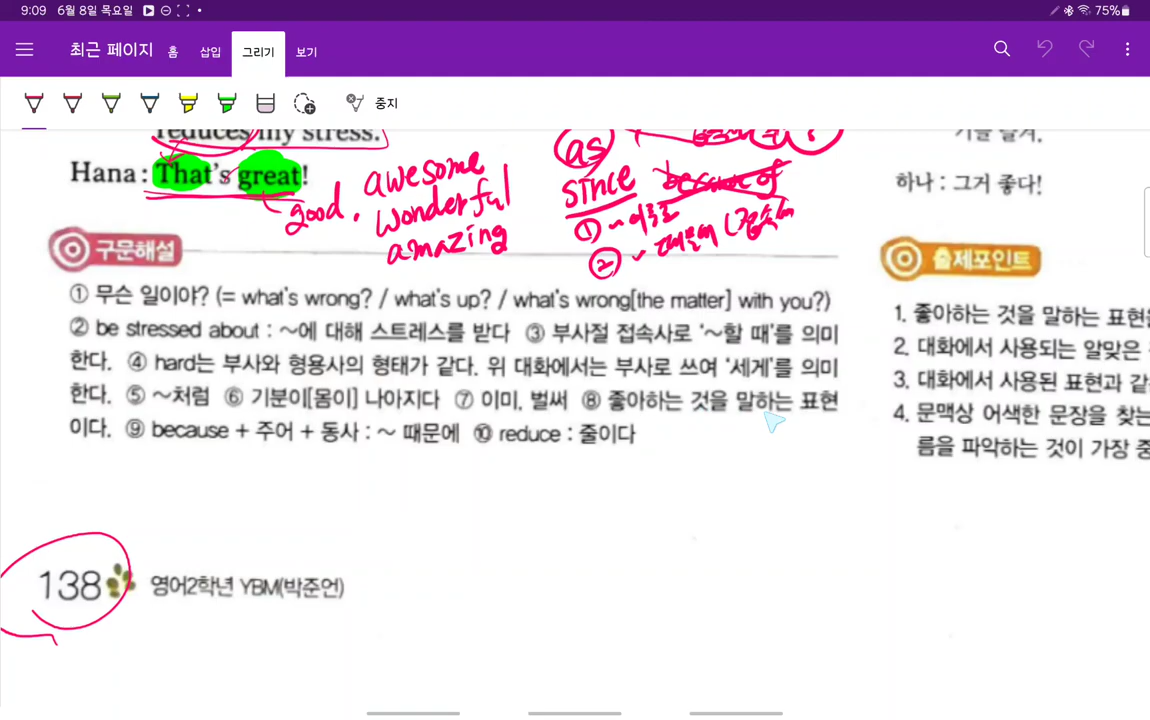 9:09 6월 8일 목요일 75%
최근 페이지 홈 삽입 그리기 보기
중지
reduces my stress.
Hana : That's great!
good, awesome
wonderful
amazing
as
since because of
① ~이후로
② ~ 때문에 (접속사
기를 즐겨.
하나 : 그거 좋다!
구문해설
① 무슨 일이야? (= what's wrong? / what's up? / what's wrong[the matter] with you?)
② be stressed about : ~에 대해 스트레스를 받다 ③ 부사절 접속사로 '~할 때'를 의미
한다. ④ hard는 부사와 형용사의 형태가 같다. 위 대화에서는 부사로 쓰여 '세게'를 의미
한다. ⑤ ~처럼 ⑥ 기분이[몸이] 나아지다 ⑦ 이미, 벌써 ⑧ 좋아하는 것을 말하는 표현
이다. ⑨ because + 주어 + 동사 : ~ 때문에 ⑩ reduce : 줄이다
출제포인트
1. 좋아하는 것을 말하는 표현
2. 대화에서 사용되는 알맞은
3. 대화에서 사용된 표현과 같
4. 문맥상 어색한 문장을 찾는
름을 파악하는 것이 가장 중
138 영어2학년 YBM(박준언)